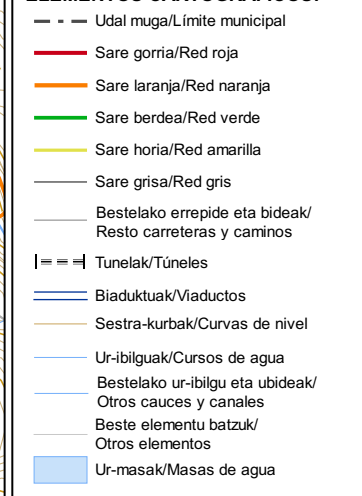 Udal muga/Límite municipal
Sare gorria/Red roja
Sare laranja/Red naranja
Sare berdea/Red verde
Sare horia/Red amarilla
Sare grisa/Red gris
Bestelako errepide eta bideak/
Resto carreteras y caminos
Tunelak/Túneles
Biaduktuak/Viaductos
Sestra-kurbak/Curvas de nivel
Ur-ibilguak/Cursos de agua
Bestelako ur-ibilgu eta ubideak/
Otros cauces y canales
Beste elementu batzuk/
Otros elementos
Ur-masak/Masas de agua